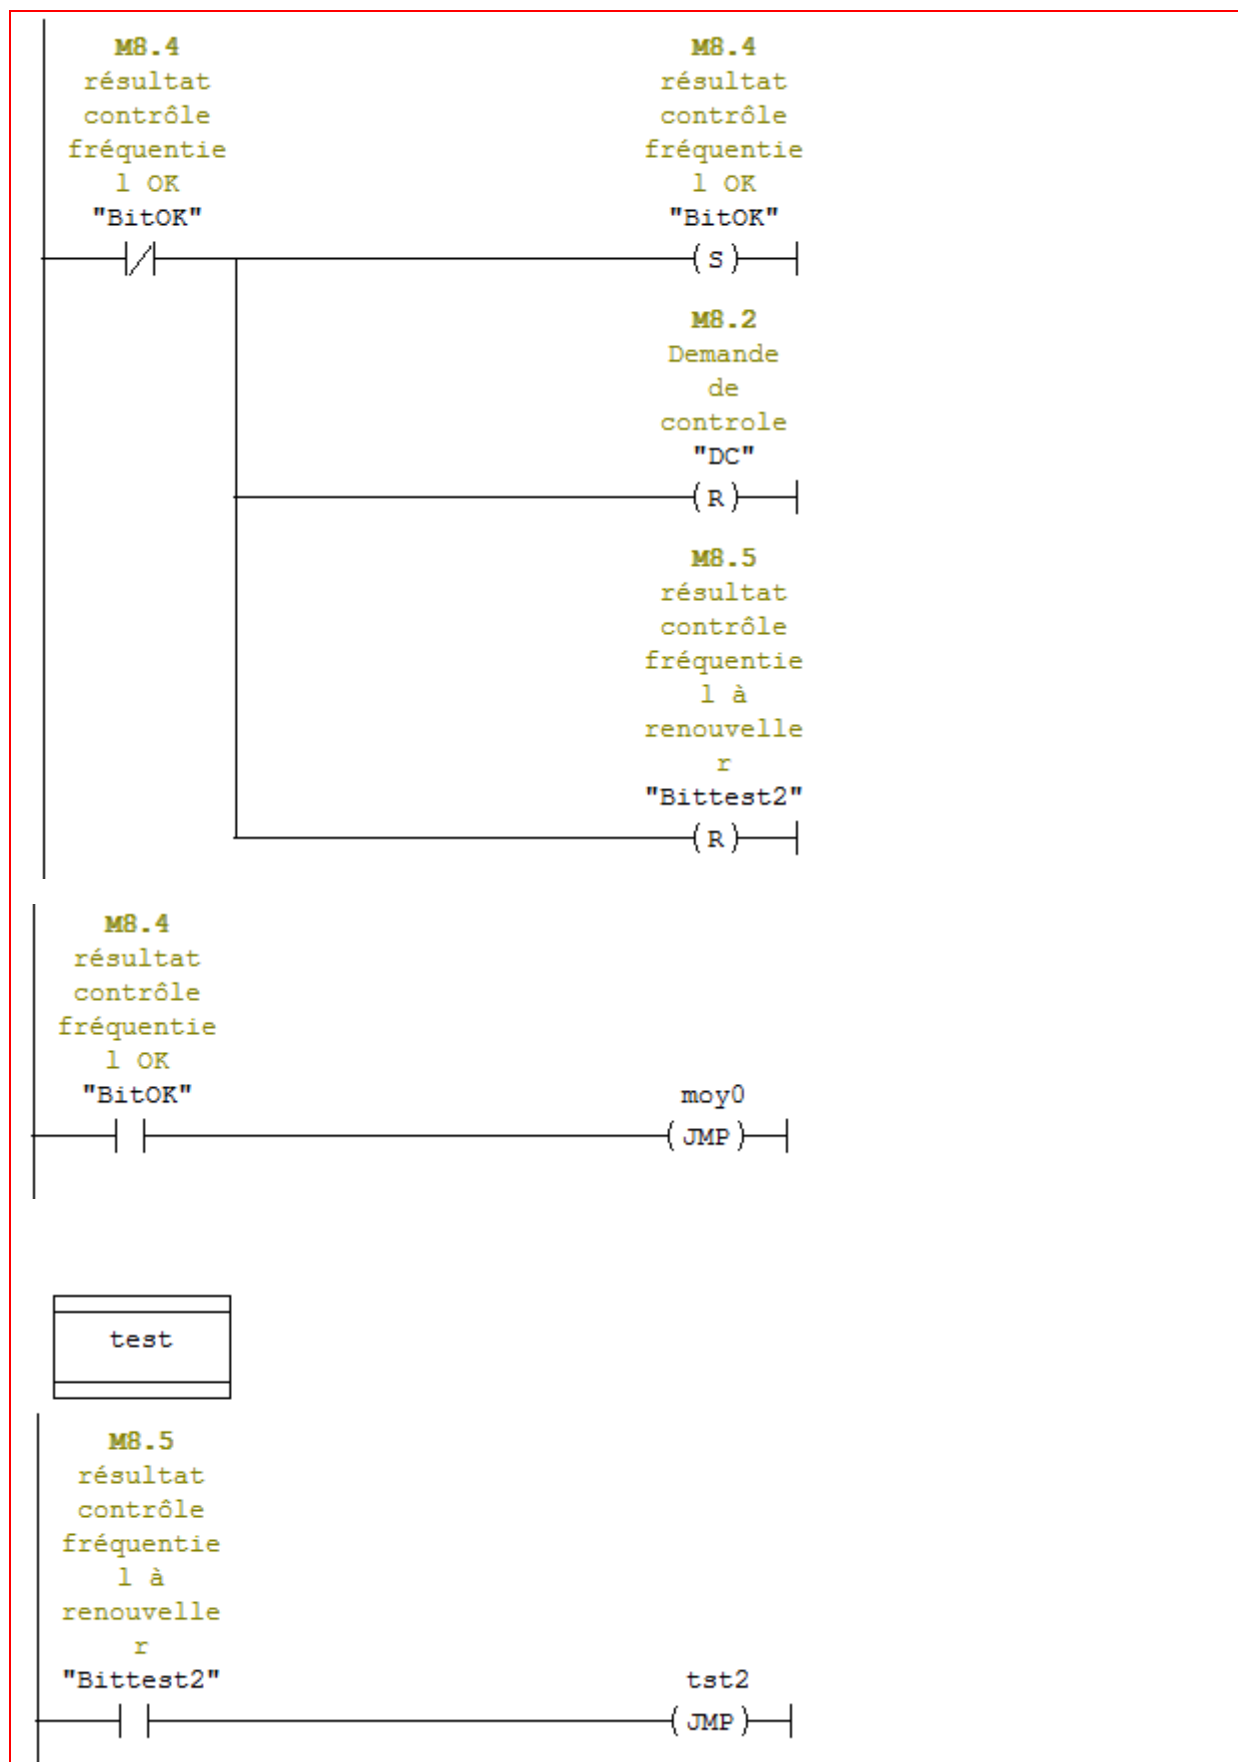 M8.4
résultat
contrôle
fréquentie
l OK
"BitOK"
M8.4
résultat
contrôle
fréquentie
l OK
"BitOK"
S
M8.2
Demande
de
controle
"DC"
R
M8.5
résultat
contrôle
fréquentie
l à
renouvelle
r
"Bittest2"
R
M8.4
résultat
contrôle
fréquentie
l OK
"BitOK"
moy0
JMP
test
M8.5
résultat
contrôle
fréquentie
l à
renouvelle
r
"Bittest2"
tst2
JMP